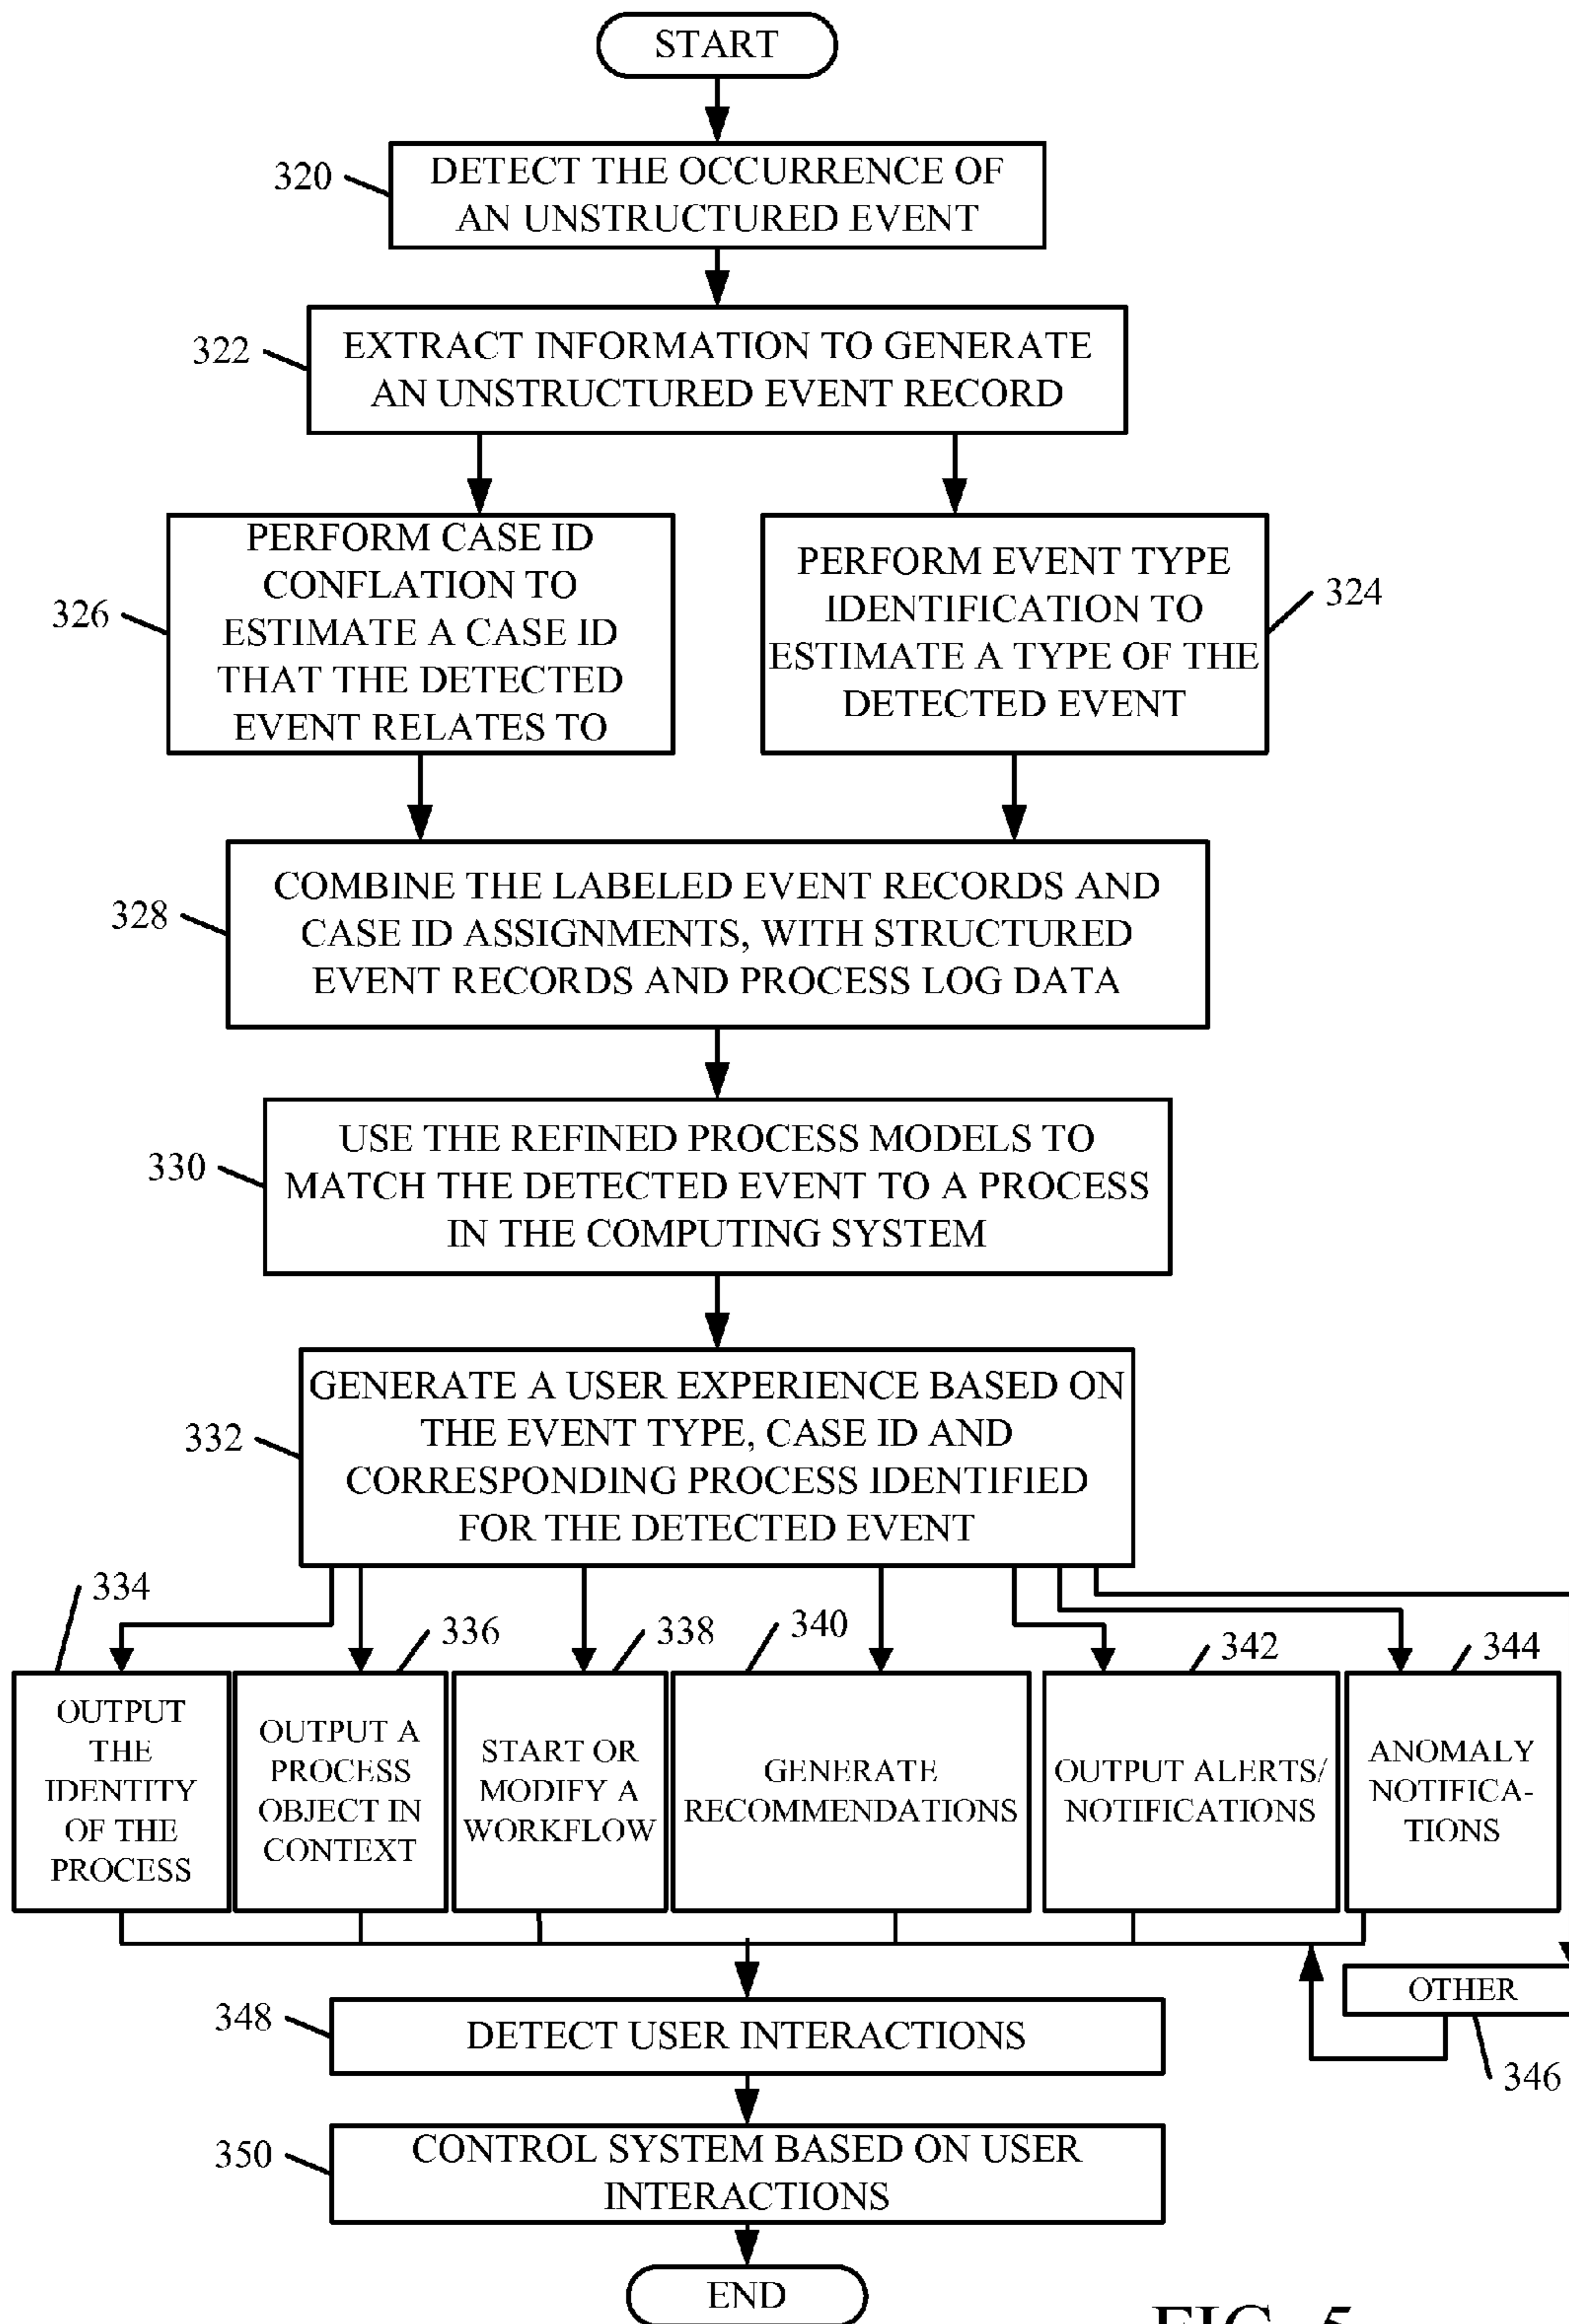 START
320
DETECT THE OCCURRENCE OF
AN UNSTRUCTURED EVENT
322
EXTRACT INFORMATION TO GENERATE
AN UNSTRUCTURED EVENT RECORD
326
PERFORM CASE ID
CONFLATION TO
ESTIMATE A CASE ID
THAT THE DETECTED
EVENT RELATES TO
PERFORM EVENT TYPE
IDENTIFICATION TO
ESTIMATE A TYPE OF THE
DETECTED EVENT
324
328
COMBINE THE LABELED EVENT RECORDS AND
CASE ID ASSIGNMENTS, WITH STRUCTURED
EVENT RECORDS AND PROCESS LOG DATA
330
USE THE REFINED PROCESS MODELS TO
MATCH THE DETECTED EVENT TO A PROCESS
IN THE COMPUTING SYSTEM
332
GENERATE A USER EXPERIENCE BASED ON
THE EVENT TYPE, CASE ID AND
CORRESPONDING PROCESS IDENTIFIED
FOR THE DETECTED EVENT
334
OUTPUT
THE
IDENTITY
OF THE
PROCESS
336
OUTPUT A
PROCESS
OBJECT IN
CONTEXT
338
START OR
MODIFY A
WORKFLOW
340
GENERATE
RECOMMENDATIONS
342
OUTPUT ALERTS/
NOTIFICATIONS
344
ANOMALY
NOTIFICA-
TIONS
OTHER
346
348
DETECT USER INTERACTIONS
350
CONTROL SYSTEM BASED ON USER
INTERACTIONS
END
FIG. 5